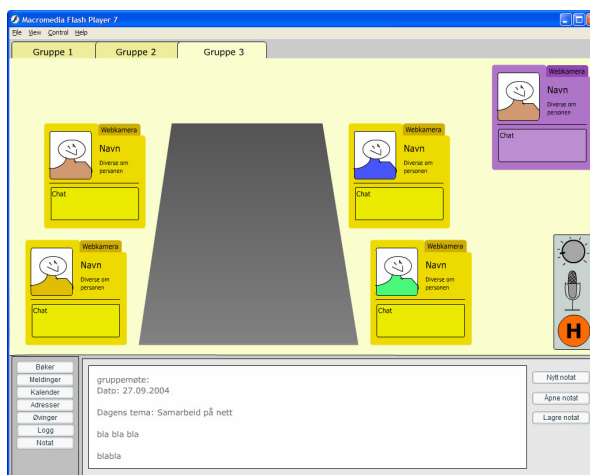 Macromedia Flash Player 7
File View Control Help
Gruppe 1
Gruppe 2
Gruppe 3
Webkamera
Navn
Diverse om
personen
Chat
Webkamera
Navn
Diverse om
personen
Chat
Webkamera
Navn
Diverse om
personen
Chat
Webkamera
Navn
Diverse om
personen
Chat
Webkamera
Navn
Diverse om
personen
Chat
H
Bøker
Meldinger
Kalender
Adresser
Øvinger
Logg
Notat
gruppemøte:
Dato: 27.09.2004
Dagens tema: Samarbeid på nett
bla bla bla
blabla
Nytt notat
Åpne notat
Lagre notat